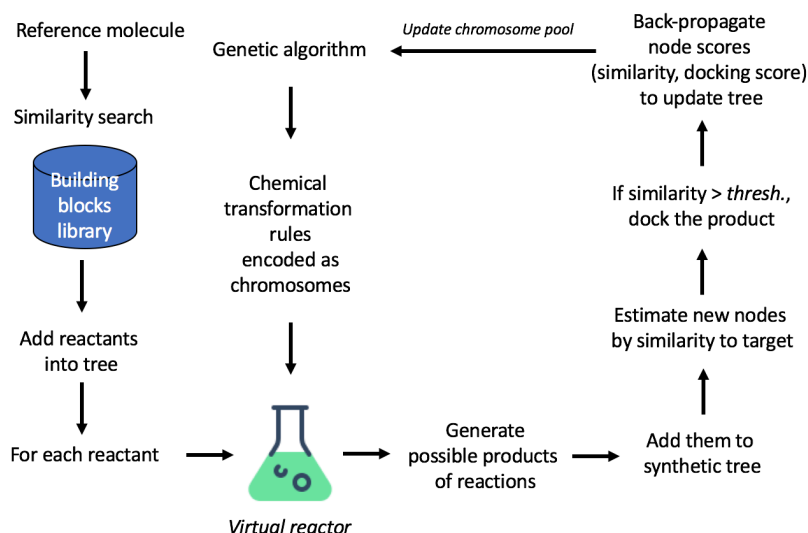 Reference molecule
Similarity search
Building
blocks
library
Add reactants
into tree
For each reactant
Genetic algorithm
Chemical
transformation
rules
encoded as
chromosomes
Virtual reactor
Generate
possible products
of reactions
Add them to
synthetic tree
Estimate new nodes
by similarity to target
If similarity > thresh.,
dock the product
Back-propagate
node scores
(similarity, docking score)
to update tree
Update chromosome pool